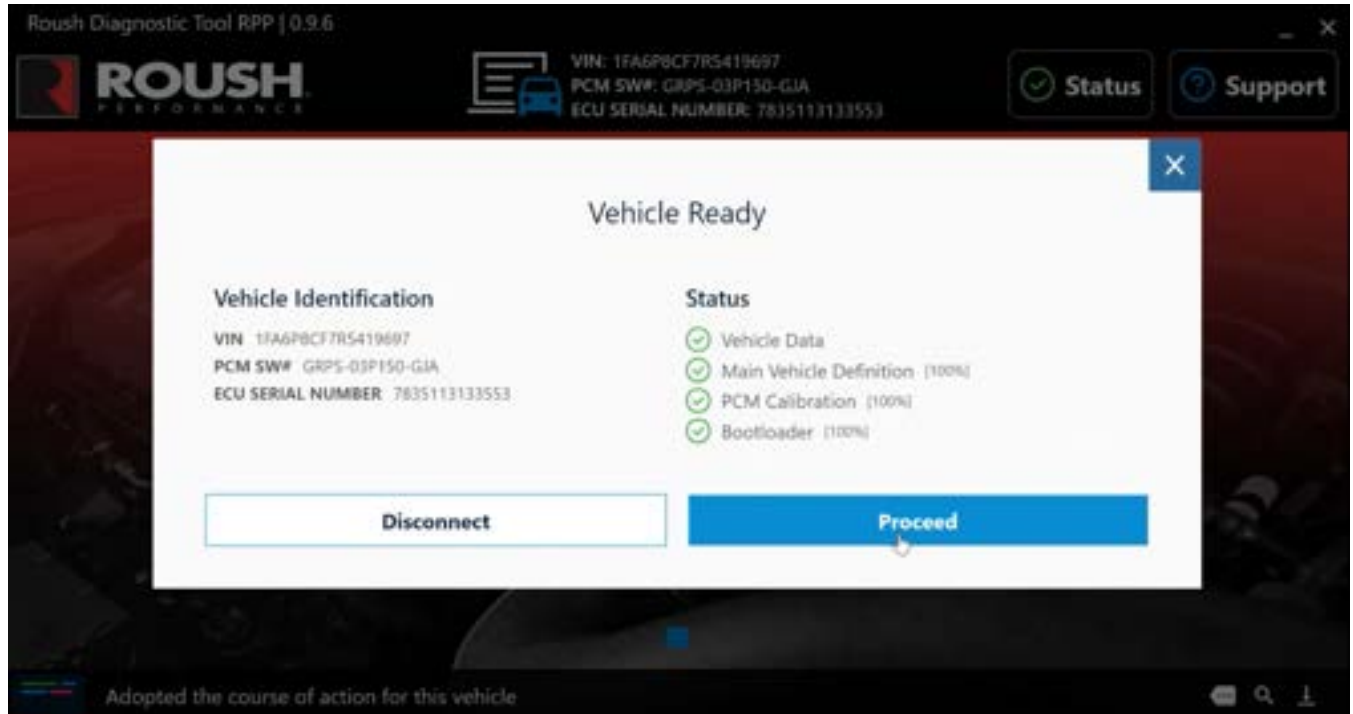 Roush Diagnostic Tool RPP | 0.9.6
ROUSH
PERFORMANCE
VIN: 1FA6P8CF7R5419697
PCM SW#: GRPS-03P150-GJA
ECU SERIAL NUMBER: 7835113133553
Status
Support
Vehicle Ready
Vehicle Identification
VIN 1FA6P8CF7R5419697
PCM SW# GRPS-03P150-GJA
ECU SERIAL NUMBER 7835113133553
Status
Vehicle Data
Main Vehicle Definition [100%]
PCM Calibration [100%]
Bootloader [100%]
Disconnect
Proceed
Adopted the course of action for this vehicle